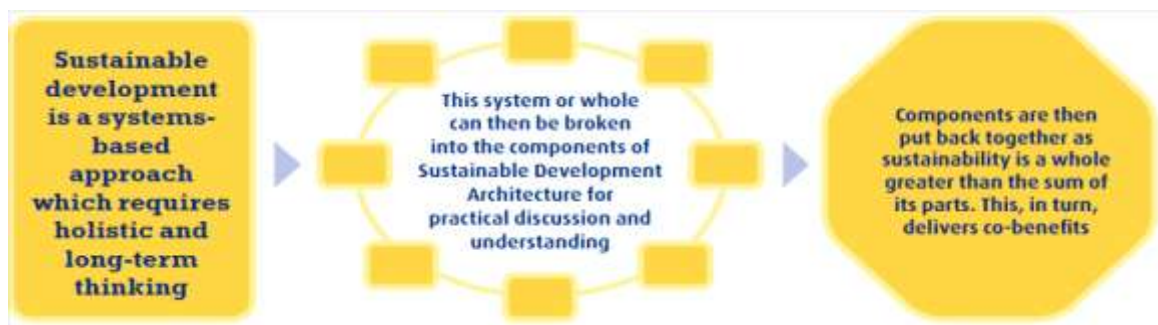 Sustainable
development
is a systems-
based
approach
which requires
holistic and
long-term
thinking
This system or whole
can then be broken
into the components of
Sustainable Development
Architecture for
practical discussion and
understanding
Components are then
put back together as
sustainability is a whole
greater than the sum of
its parts. This, in turn,
delivers co-benefits